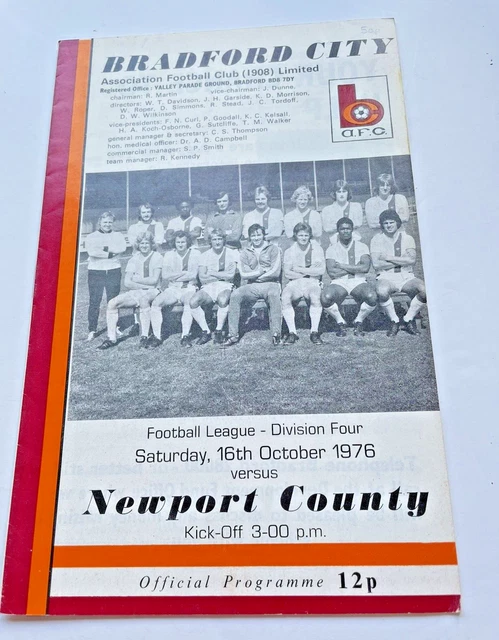 5a
BRADFORD CITY
Association Football Club (1908) Limited
Registered Office: VALLEY PARADE GROUND, BRADFORD BD8 7DY
chairman: R. Martin vice-chairman: J. Dunne,
directors: W. T. Davidson, J. H. Garside, K. D. Morrison,
W. Roper, D. Simmons, R. Stead, J. C. Tordoff,
D. W. Wilkinson
vice-presidents: F. N. Curl, P. Goodall, K. C. Kelsall,
H. A. Koch-Osborne, G. Sutcliffe, T. M. Walker
general manager & secretary: C. S. Thompson
hon. medical officer: Dr. A. D. Campbell
commercial manager: S. P. Smith
team manager: R. Kennedy
bc
a.f.c.
Football League - Division Four
Saturday, 16th October 1976
versus
Newport County
Kick-Off 3-00 p.m.
Official Programme 12p